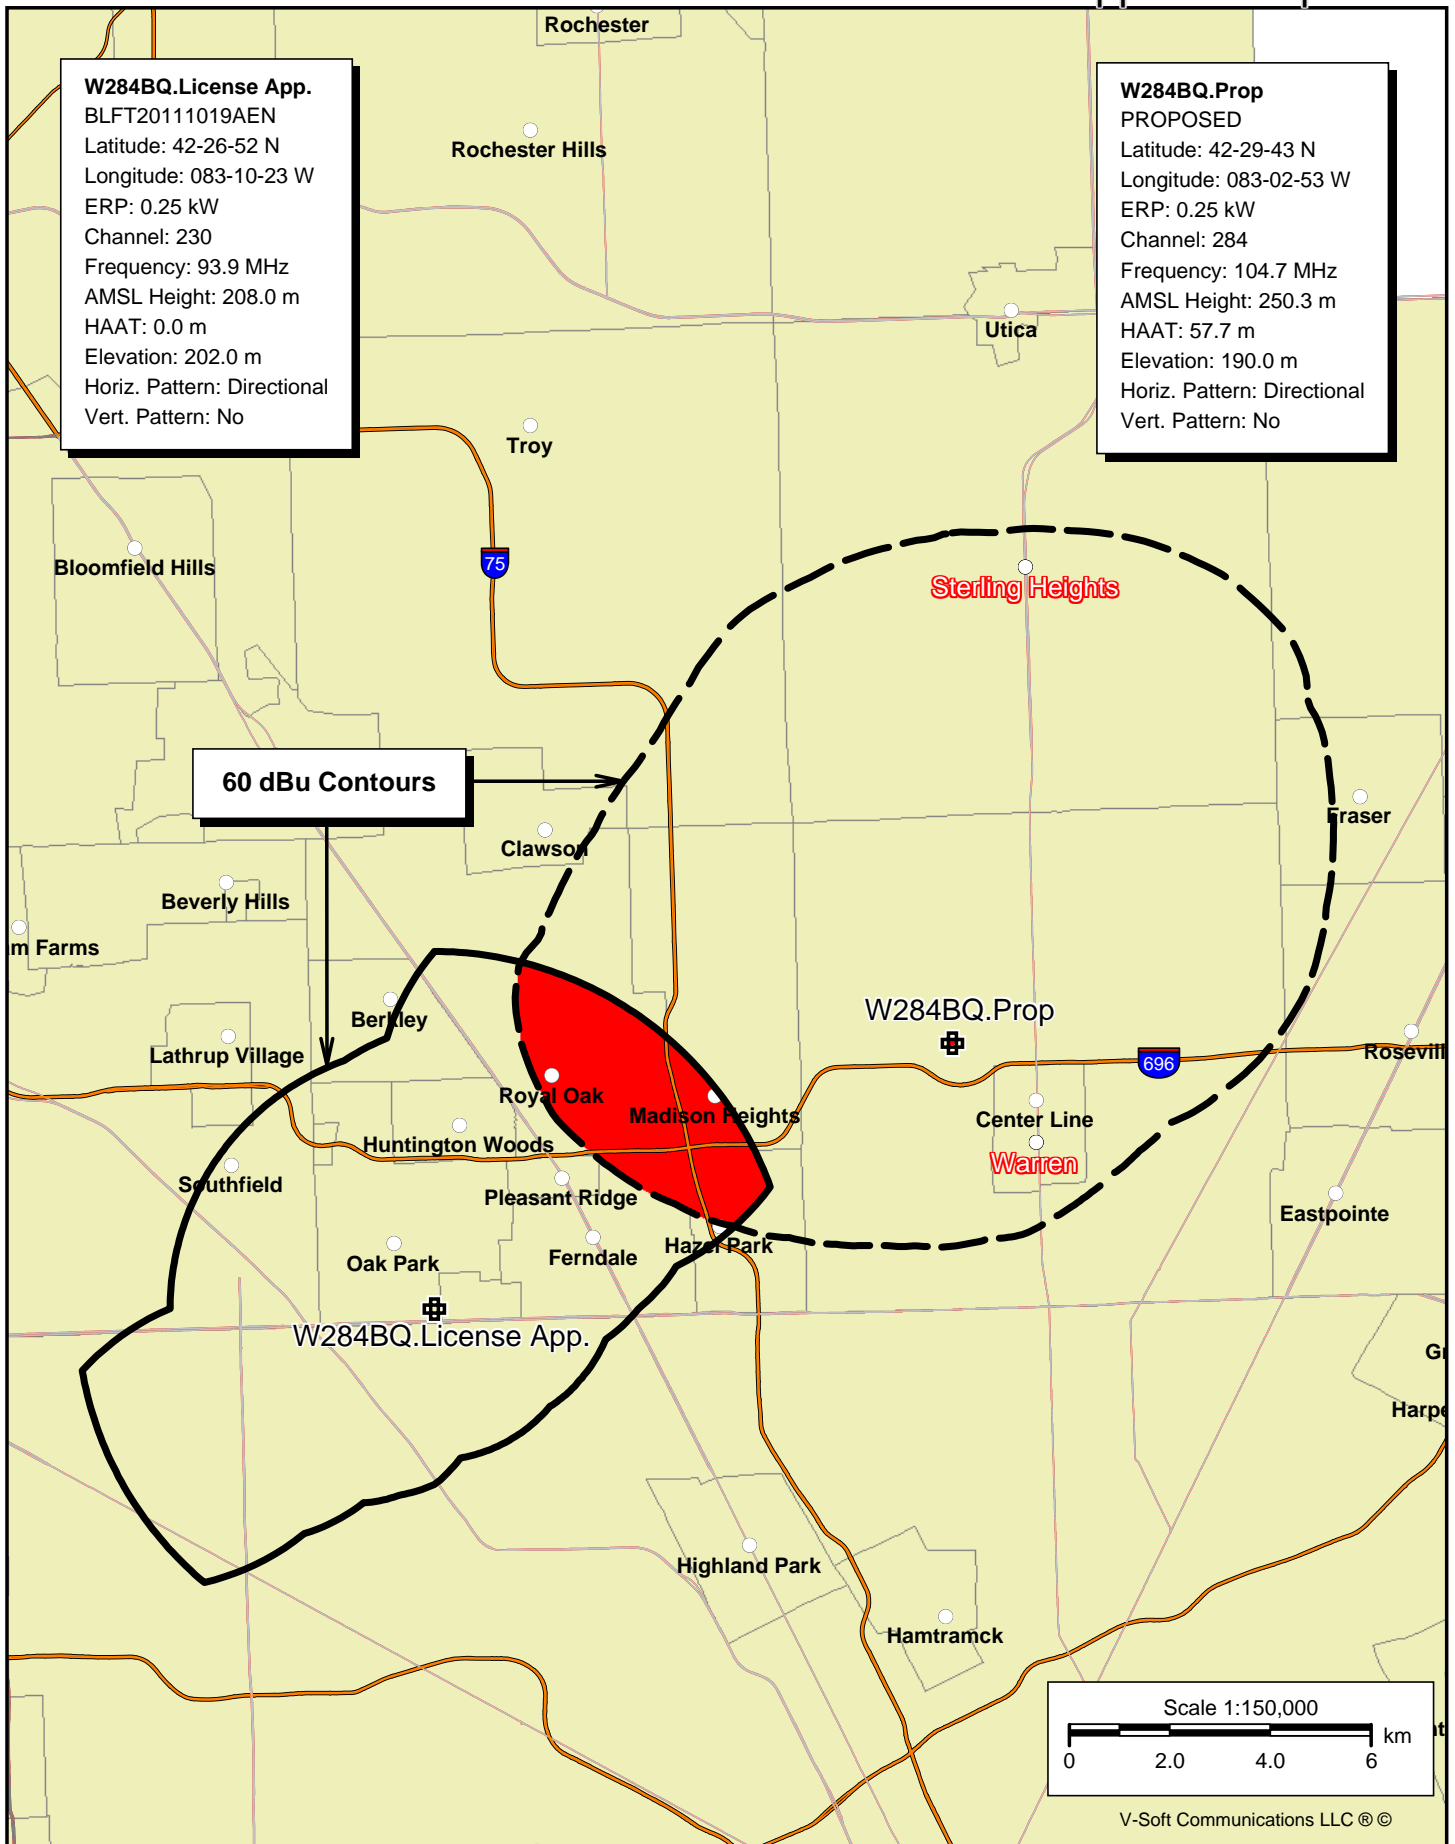 Rochester
W284BQ.License App.
BLFT20111019AEN
Latitude: 42-26-52 N
Longitude: 083-10-23 W
ERP: 0.25 kW
Channel: 230
Frequency: 93.9 MHz
AMSL Height: 208.0 m
HAAT: 0.0 m
Elevation: 202.0 m
Horiz. Pattern: Directional
Vert. Pattern: No
W284BQ.Prop
PROPOSED
Latitude: 42-29-43 N
Longitude: 083-02-53 W
ERP: 0.25 kW
Channel: 284
Frequency: 104.7 MHz
AMSL Height: 250.3 m
HAAT: 57.7 m
Elevation: 190.0 m
Horiz. Pattern: Directional
Vert. Pattern: No
Rochester Hills
Utica
Troy
75
Bloomfield Hills
Sterling Heights
60 dBu Contours
Fraser
Clawson
Beverly Hills
m Farms
W284BQ.Prop
Berkley
Lathrup Village
Rosevill
696
Royal Oak
Madison Heights
Center Line
Huntington Woods
Warren
Southfield
Pleasant Ridge
Eastpointe
Hazel Park
Ferndale
Oak Park
W284BQ.License App.
Gr
Harpe
Highland Park
Hamtramck
Scale 1:150,000
km
0 2.0 4.0 6
V-Soft Communications LLC ® ©